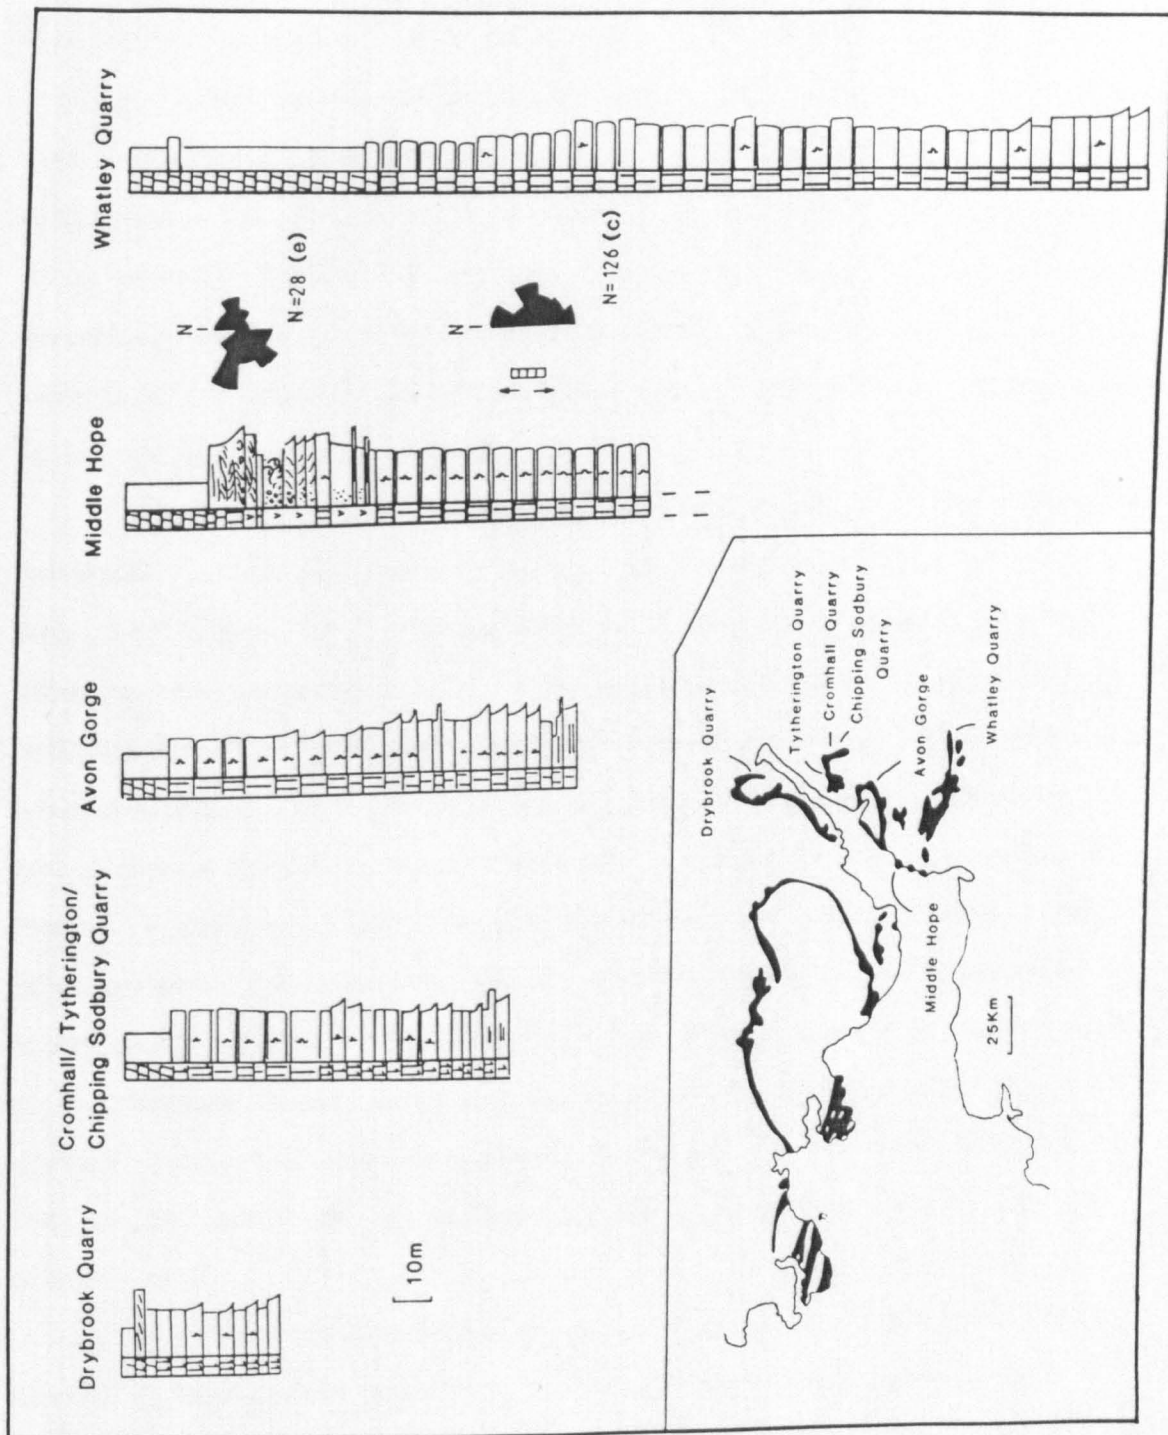 Drybrook Quarry
Cromhall/ Tytherington/
Chipping Sodbury Quarry
Avon Gorge
Middle Hope
Whatley Quarry
N
N=28 (e)
N
N=126 (c)
10m
Drybrook Quarry
Tytherington Quarry
Cromhall Quarry
Chipping Sodbury
Quarry
Avon Gorge
Whatley Quarry
Middle Hope
25Km